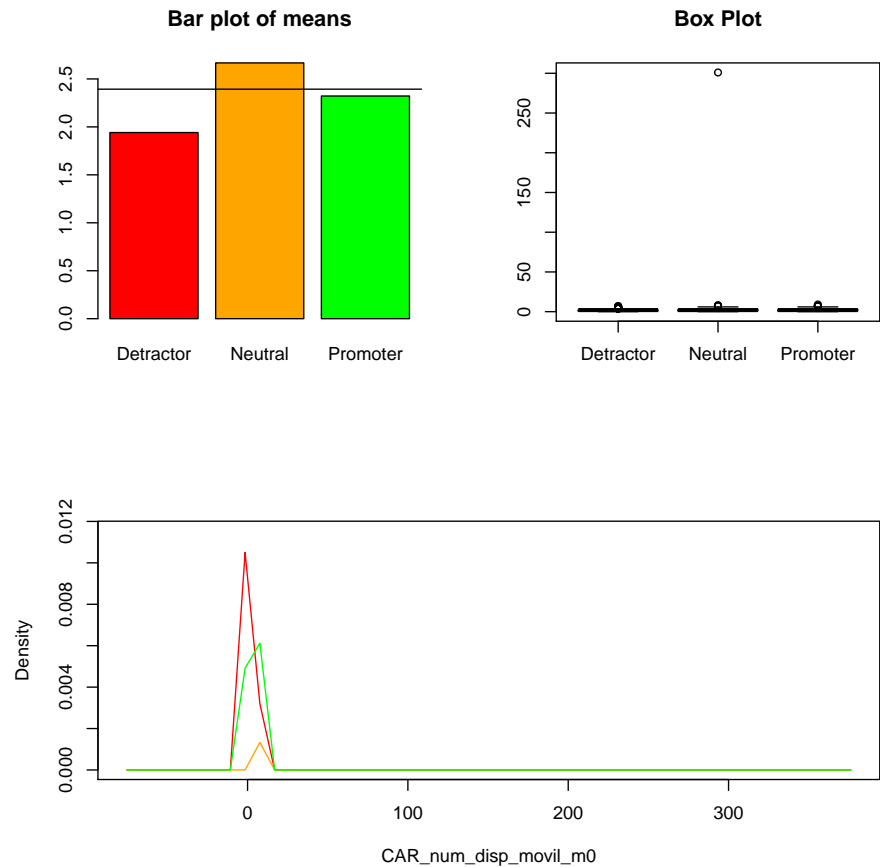 Bar plot of means
2.5
2.0
1.5
1.0
0.5
0.0
Detractor Neutral Promoter
Box Plot
250
150
50
0
Detractor Neutral Promoter
0.012
0.008
0.004
0.000
Density
0 100 200 300
CAR_num_disp_movil_m0